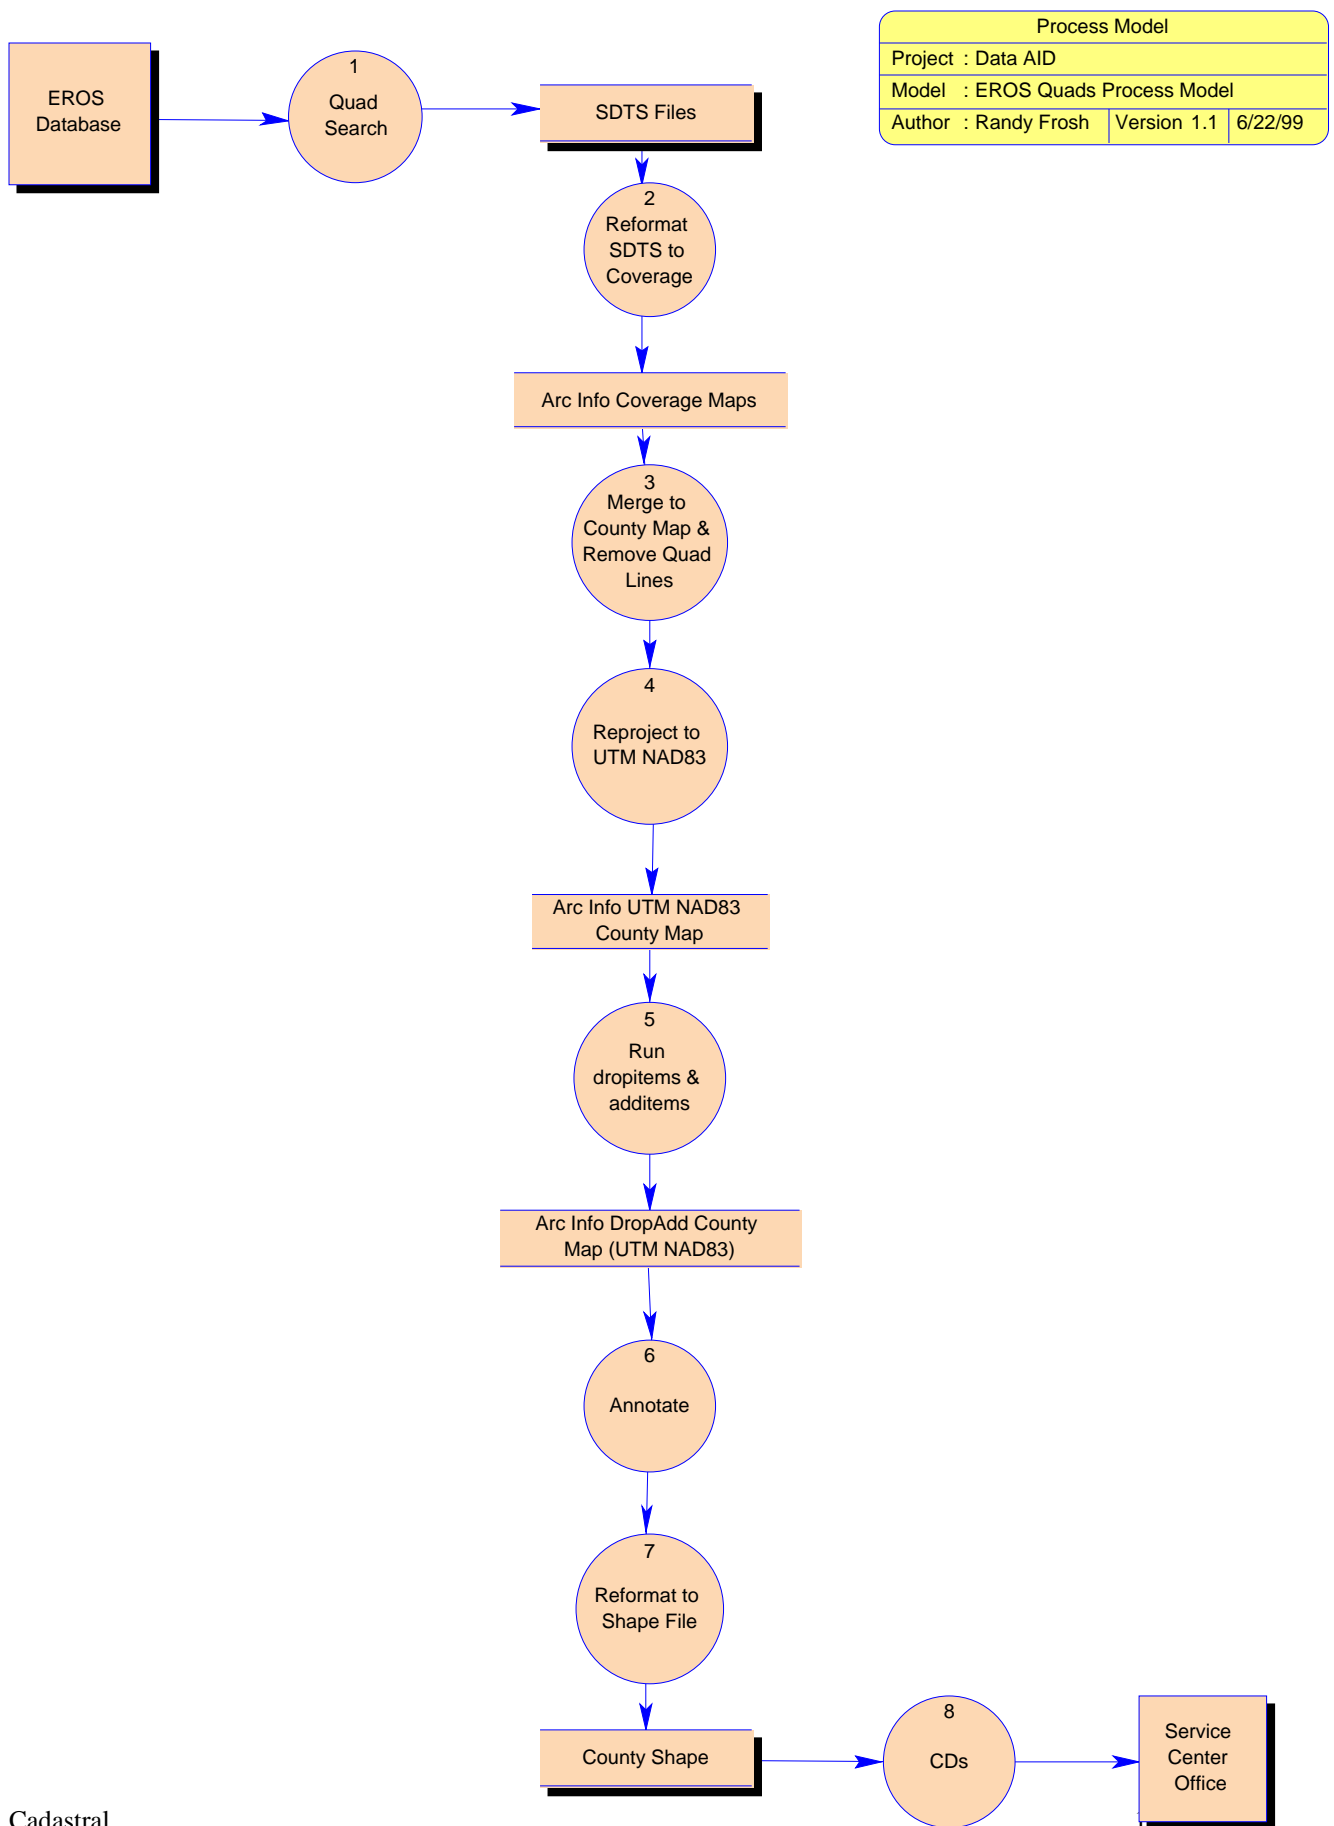 Process Model
Project : Data AID
Model : EROS Quads Process Model
Author : Randy Frosh Version 1.1 6/22/99
EROS
Database
1
Quad
Search
SDTS Files
2
Reformat
SDTS to
Coverage
Arc Info Coverage Maps
3
Merge to
County Map &
Remove Quad
Lines
4
Reproject to
UTM NAD83
Arc Info UTM NAD83
County Map
5
Run
dropitems &
additems
Arc Info DropAdd County
Map (UTM NAD83)
6
Annotate
7
Reformat to
Shape File
County Shape
8
CDs
Service
Center
Office
Cadastral